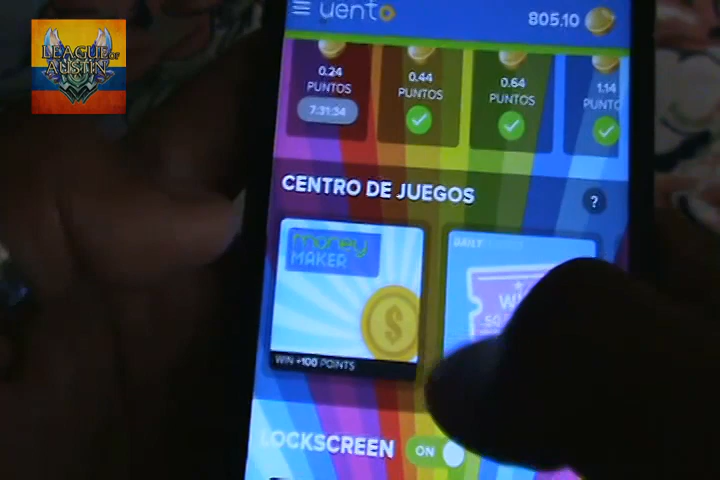 LEAGUE OF
AUSTIN
uento
805.10
0.24
PUNTOS
7:31:34
0.44
PUNTOS
0.64
PUNTOS
1.14
CENTRO DE JUEGOS
?
money
MAKER
WIN +100 POINTS
DAILY
LOCKSCREEN
ON